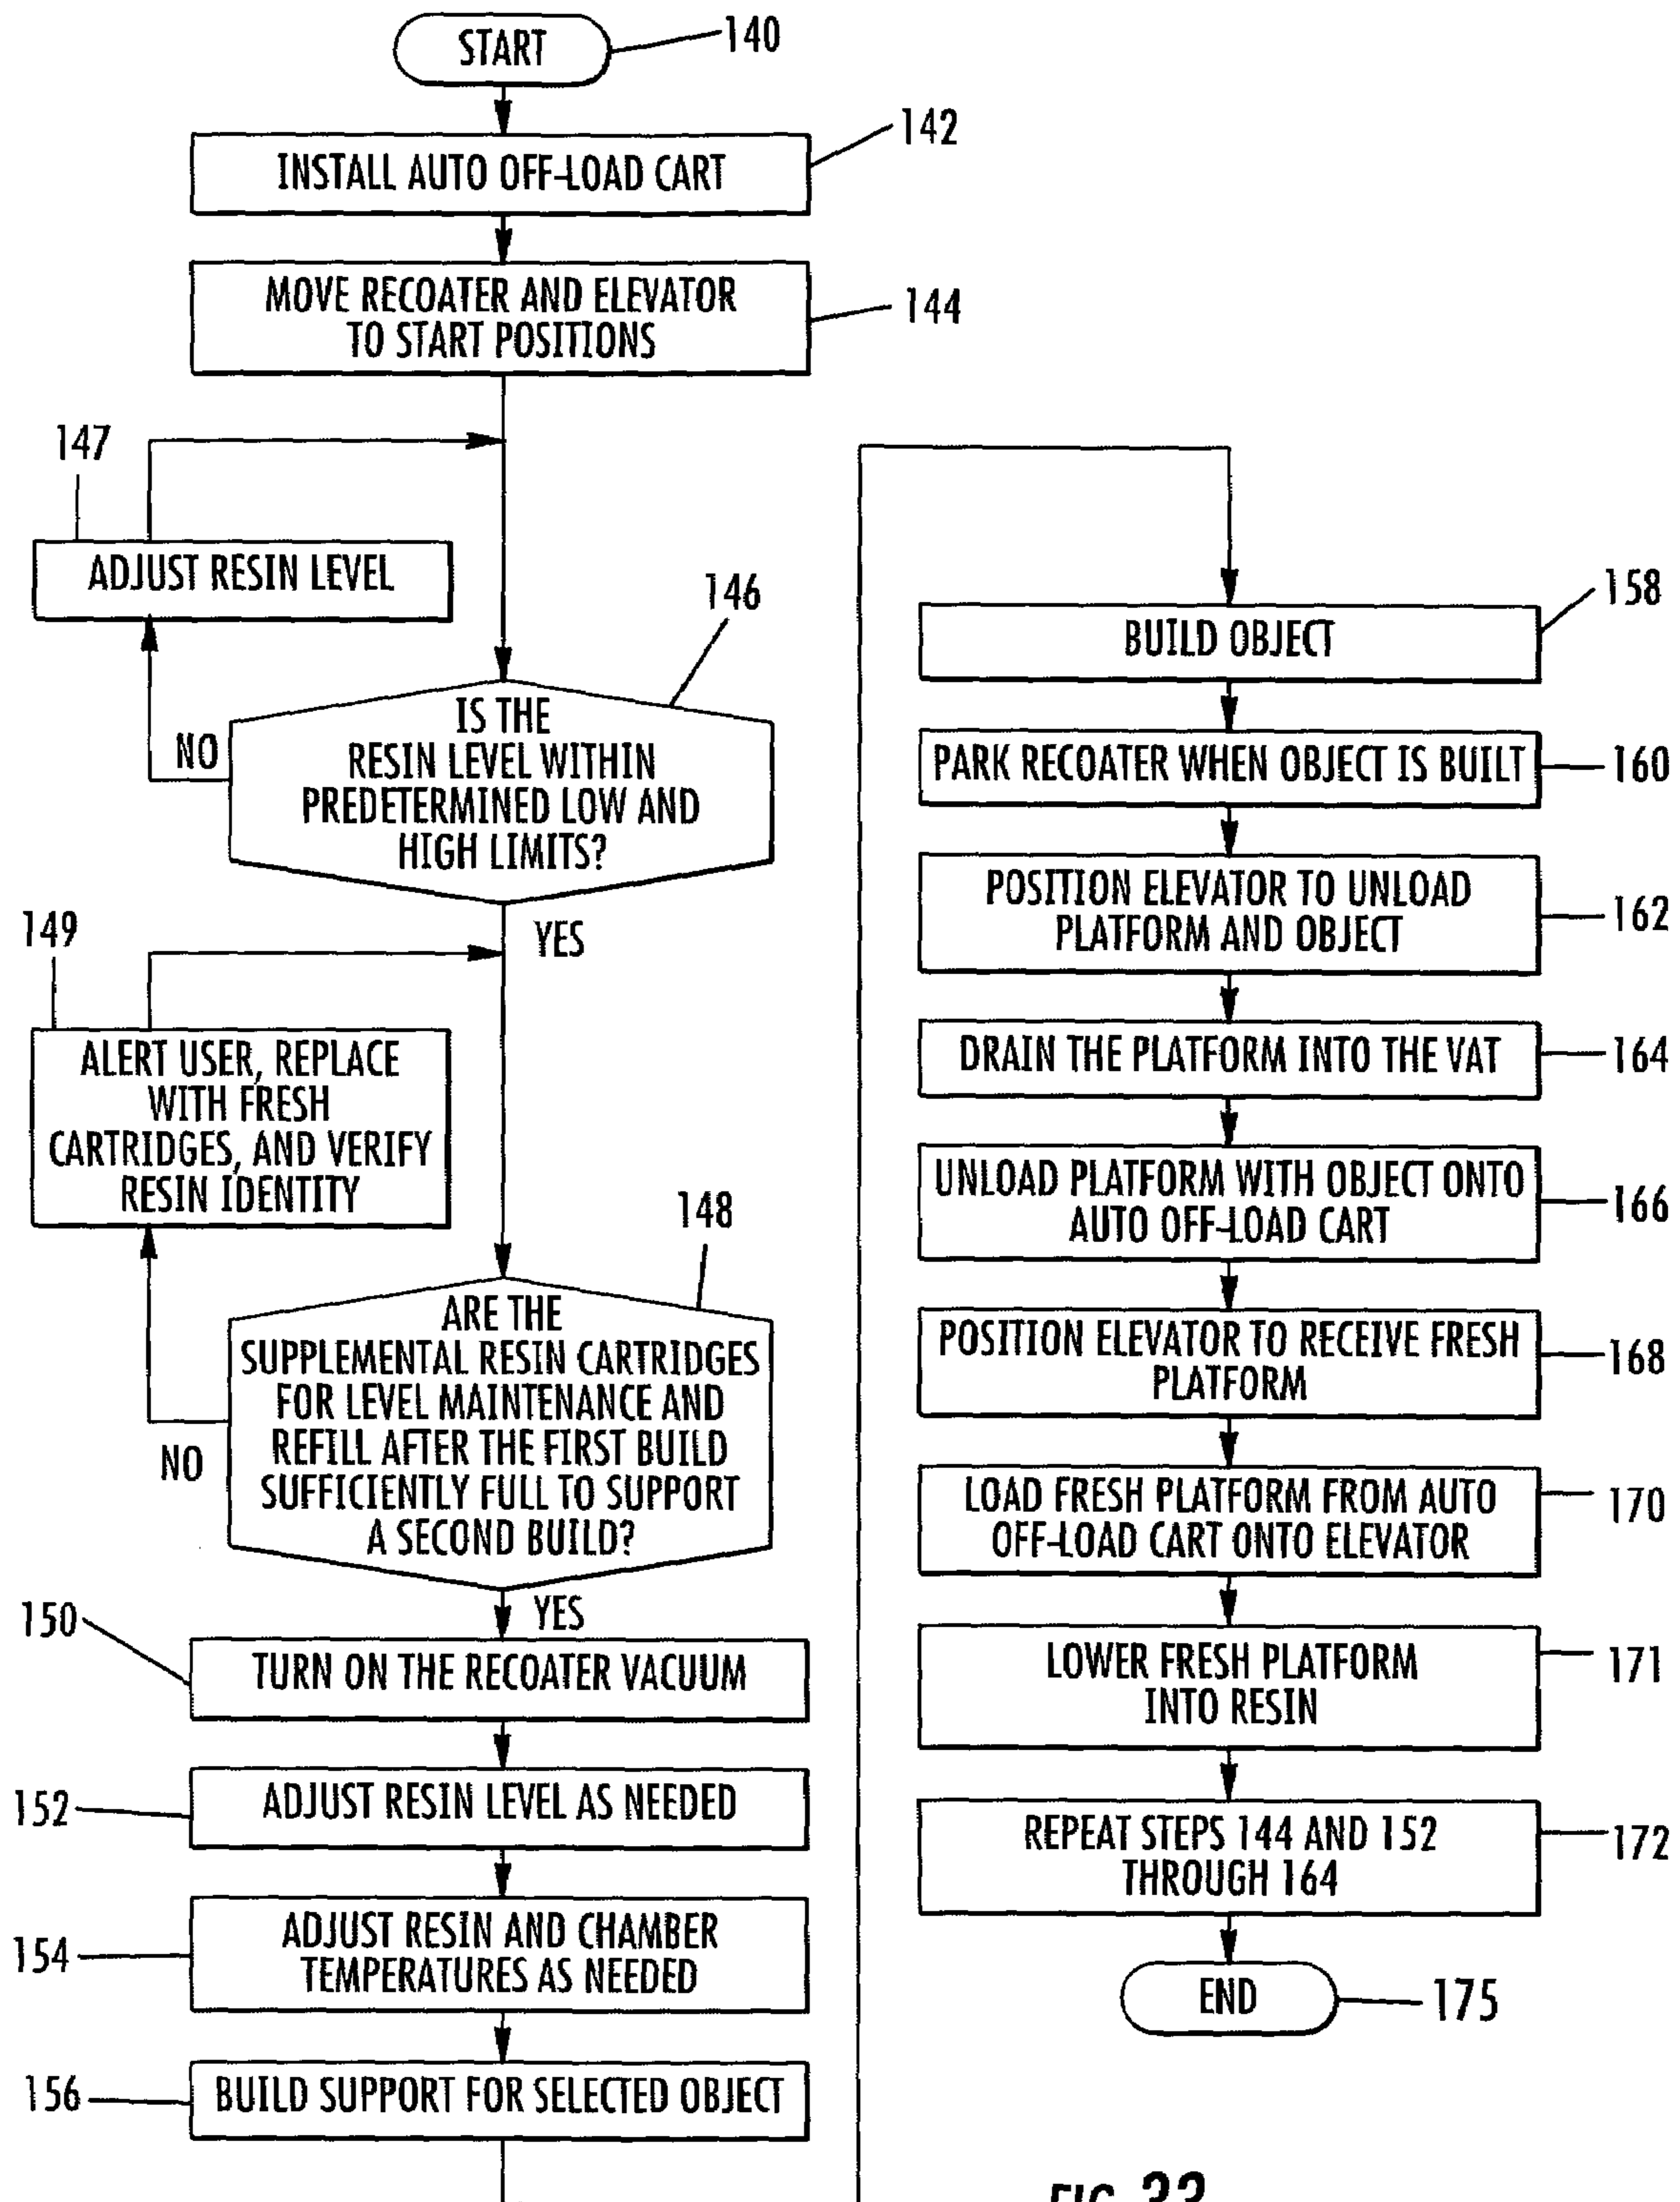 START
140
INSTALL AUTO OFF-LOAD CART
142
MOVE RECOATER AND ELEVATOR
TO START POSITIONS
144
147
ADJUST RESIN LEVEL
146
IS THE
RESIN LEVEL WITHIN
PREDETERMINED LOW AND
HIGH LIMITS?
NO
YES
149
ALERT USER, REPLACE
WITH FRESH
CARTRIDGES, AND VERIFY
RESIN IDENTITY
148
ARE THE
SUPPLEMENTAL RESIN CARTRIDGES
FOR LEVEL MAINTENANCE AND
REFILL AFTER THE FIRST BUILD
SUFFICIENTLY FULL TO SUPPORT
A SECOND BUILD?
NO
YES
150
TURN ON THE RECOATER VACUUM
152
ADJUST RESIN LEVEL AS NEEDED
154
ADJUST RESIN AND CHAMBER
TEMPERATURES AS NEEDED
156
BUILD SUPPORT FOR SELECTED OBJECT
158
BUILD OBJECT
PARK RECOATER WHEN OBJECT IS BUILT
160
POSITION ELEVATOR TO UNLOAD
PLATFORM AND OBJECT
162
DRAIN THE PLATFORM INTO THE VAT
164
UNLOAD PLATFORM WITH OBJECT ONTO
AUTO OFF-LOAD CART
166
POSITION ELEVATOR TO RECEIVE FRESH
PLATFORM
168
LOAD FRESH PLATFORM FROM AUTO
OFF-LOAD CART ONTO ELEVATOR
170
LOWER FRESH PLATFORM
INTO RESIN
171
REPEAT STEPS 144 AND 152
THROUGH 164
172
END
175
FIG. 33